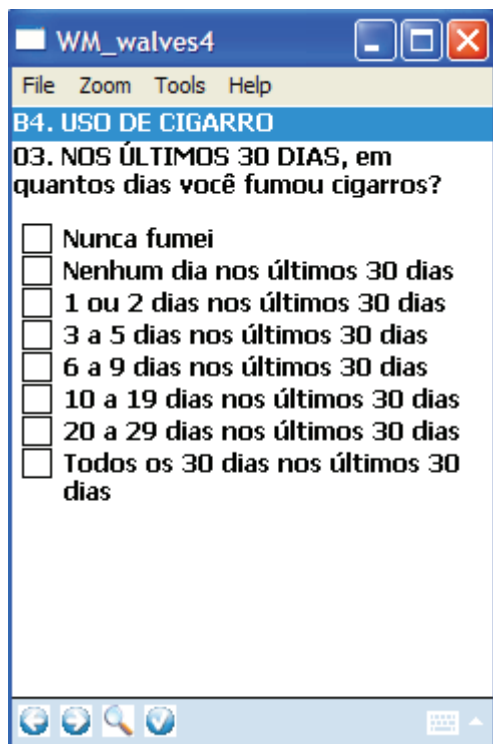 WM_walves4
File Zoom Tools Help
B4. USO DE CIGARRO
03. NOS ÚLTIMOS 30 DIAS, em
quantos dias você fumou cigarros?
Nunca fumei
Nenhum dia nos últimos 30 dias
1 ou 2 dias nos últimos 30 dias
3 a 5 dias nos últimos 30 dias
6 a 9 dias nos últimos 30 dias
10 a 19 dias nos últimos 30 dias
20 a 29 dias nos últimos 30 dias
Todos os 30 dias nos últimos 30
dias